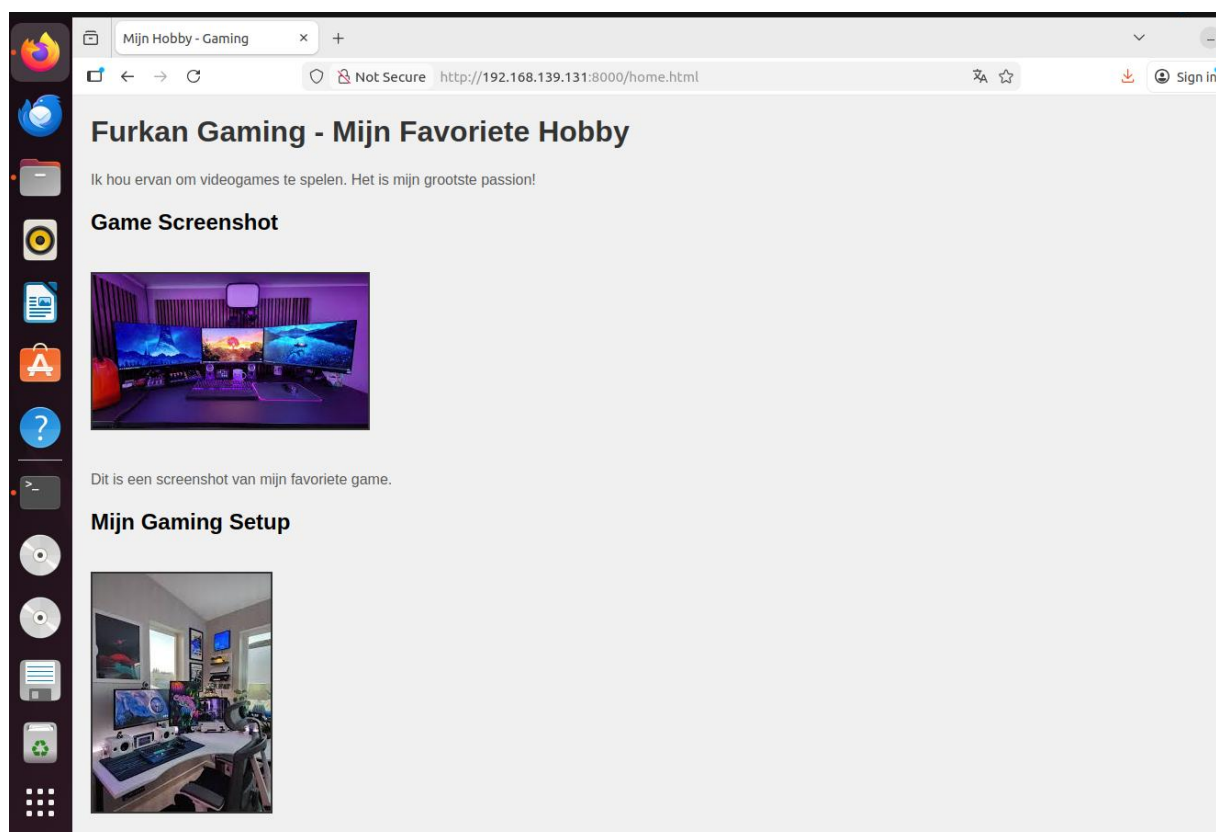 Mijn Hobby - Gaming
Not Secure http://192.168.139.131:8000/home.html
Sign in
Furkan Gaming - Mijn Favoriete Hobby
Ik hou ervan om videogames te spelen. Het is mijn grootste passion!
Game Screenshot
Dit is een screenshot van mijn favoriete game.
Mijn Gaming Setup